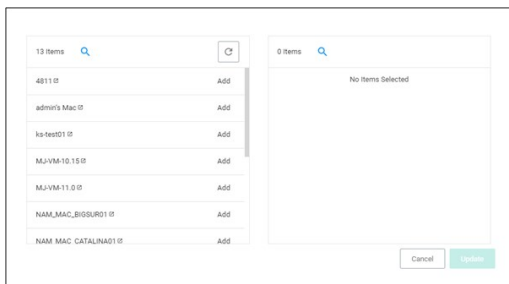 13 Items
4811 Add
admin's Mac Add
ks-test01 Add
MJ-VM-10.15 Add
MJ-VM-11.0 Add
NAM_MAC_BIGSUR01 Add
NAM_MAC_CATALINA01 Add
0 Items
No Items Selected
Cancel Update